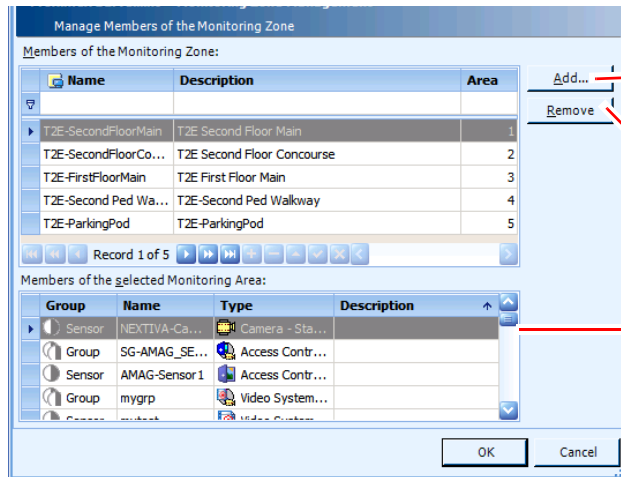 Manage Members of the Monitoring Zone
Members of the Monitoring Zone:
Name Description Area
Add...
Remove
T2E-SecondFloorMain T2E Second Floor Main 1
T2E-SecondFloorCo... T2E Second Floor Concourse 2
T2E-FirstFloorMain T2E First Floor Main 3
T2E-Second Ped Wa... T2E-Second Ped Walkway 4
T2E-ParkingPod T2E-ParkingPod 5
Record 1 of 5
Members of the selected Monitoring Area:
Group Name Type Description
Sensor NEXTIVA-Ca... Camera - Sta...
Group SG-AMAG_SE... Access Contr...
Sensor AMAG-Sensor1 Access Contr...
Group mygrp Video System...
OK Cancel